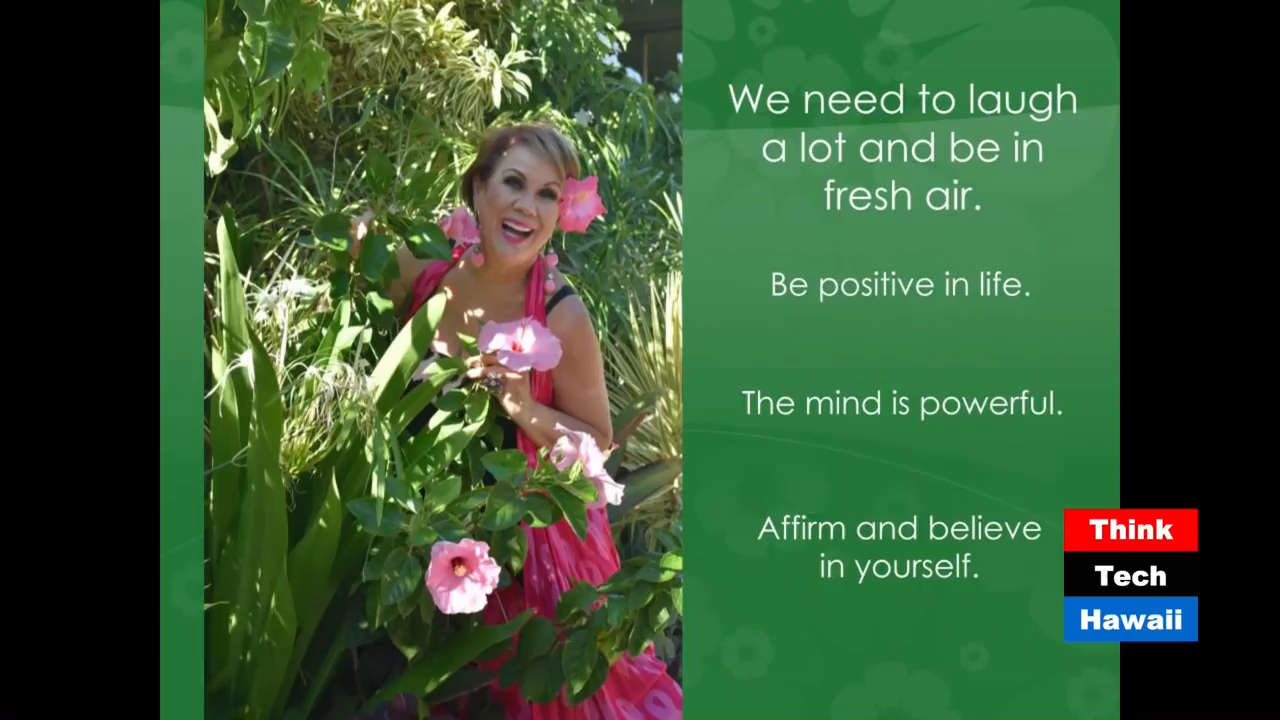 We need to laugh
a lot and be in
fresh air.
Be positive in life.
The mind is powerful.
Affirm and believe
in yourself.
Think
Tech
Hawaii